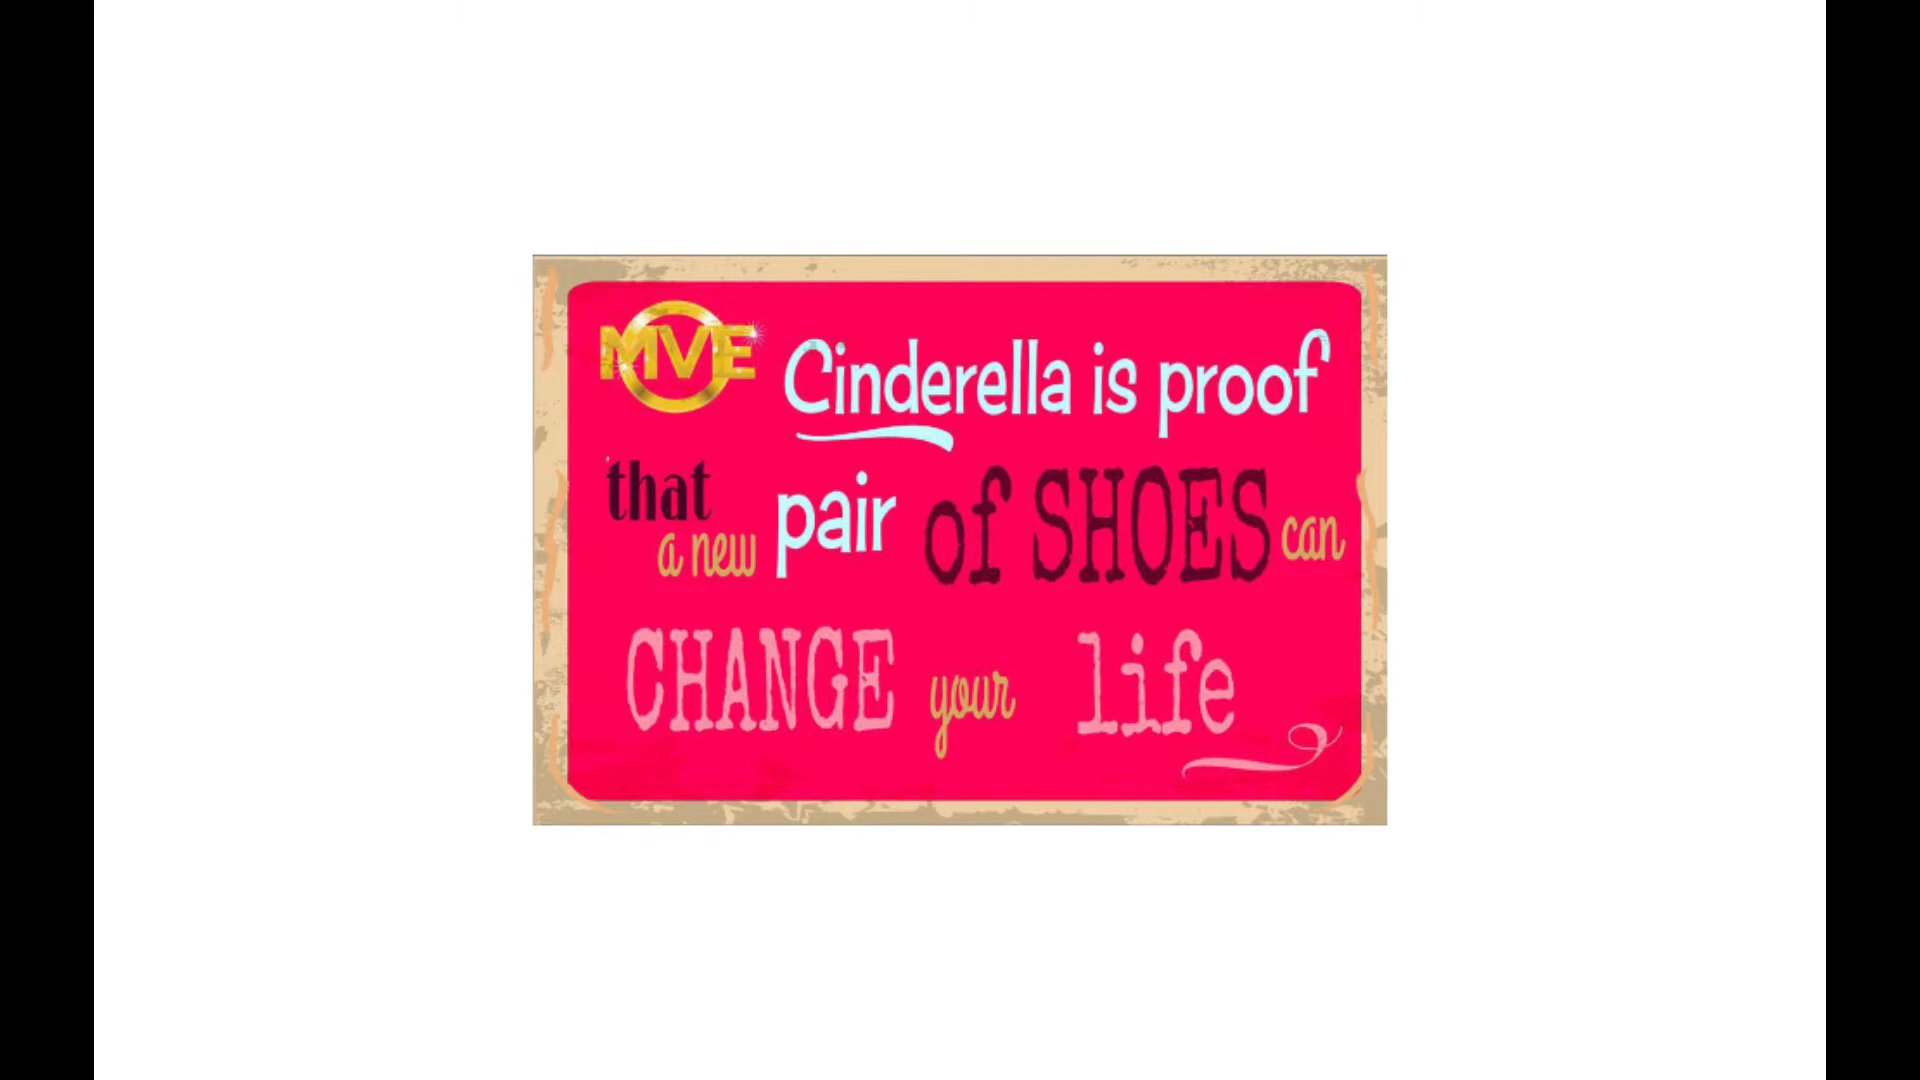 MVE
Cinderella is proof
that a new pair of SHOES can
CHANGE your life